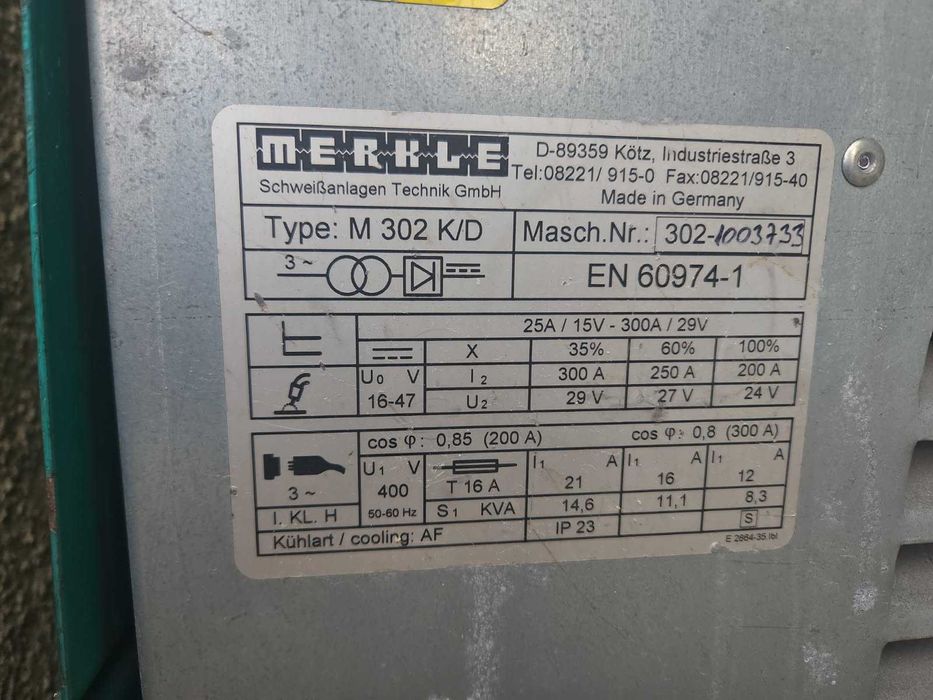 MERKLE
Schweißanlagen Technik GmbH
D-89359 Kötz, Industriestraße 3
Tel:08221/ 915-0 Fax:08221/915-40
Made in Germany
Type: M 302 K/D
Masch.Nr.: 302-1003733
3 ~
EN 60974-1
25A / 15V - 300A / 29V
X 35% 60% 100%
U0 V I2 300 A 250 A 200 A
16-47 U2 29 V 27 V 24 V
cos φ: 0,85 (200 A) cos φ: 0,8 (300 A)
U1 V I1 A I1 A I1 A
3 ~ 400 T 16 A 21 16 12
I. KL. H 50-60 Hz S1 KVA 14,6 11,1 8,3
Kühlart / cooling: AF IP 23 S
E 2664-35.lbl